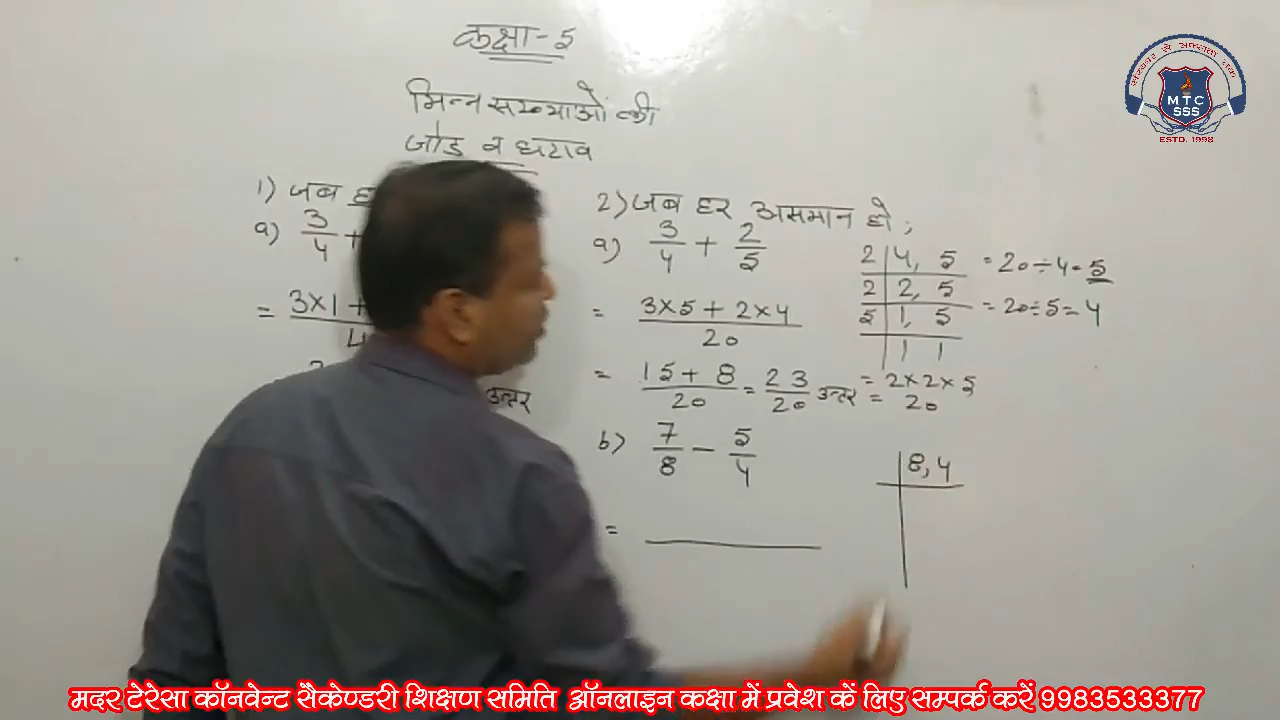 कक्षा-5
भिन्न संख्याओं की
जोड व घटाव
1) जब
a) 3/4 +
= 3×1 +
4
उत्तर
2) जब हर असमान हो,
a) 3/4 + 2/5
= 3×5 + 2×4 / 20
= 15 + 8 / 20 = 23/20 उत्तर
b) 7/8 − 5/4
=
2 | 4, 5 = 20 ÷ 4 = 5
2 | 2, 5 = 20 ÷ 5 = 4
5 | 1, 5
| 1 1
= 2 × 2 × 5
= 20
| 8, 4
संस्कार से सफलता तक
MTC
SSS
ESTD. 1998
मदर टेरेसा कॉनवेन्ट सैकेण्डरी शिक्षण समिति ऑनलाइन कक्षा में प्रवेश कें लिए सम्पर्क करें 9983533377